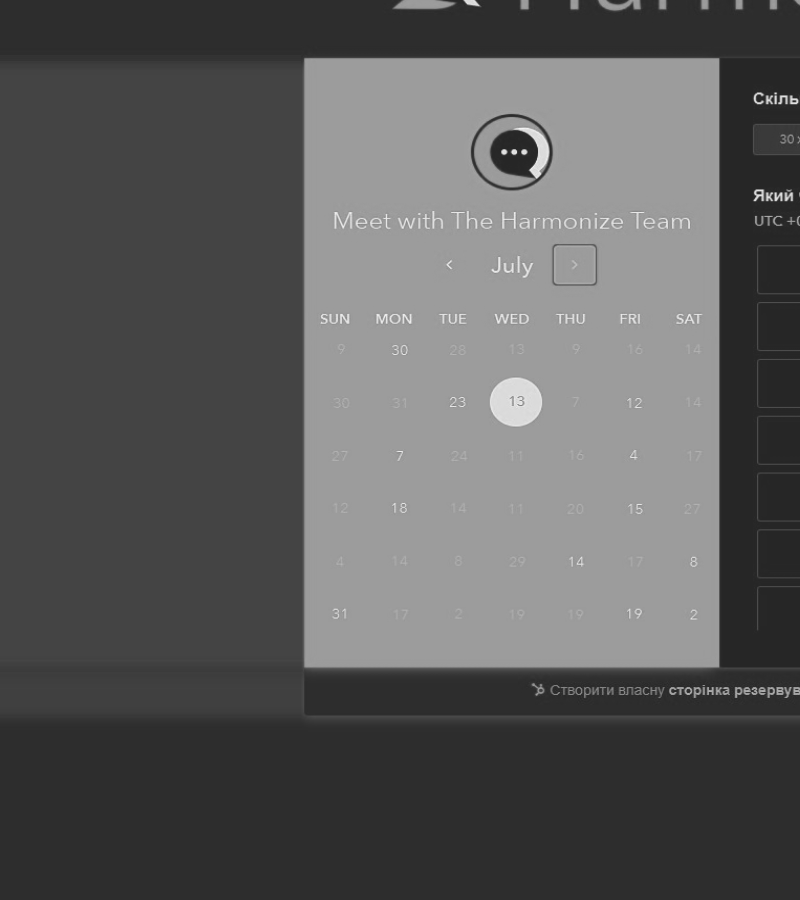 Meet with The Harmonize Team
July
SUN MON TUE WED THU FRI SAT
9 30 28 13 9 16 14
30 31 23 13 7 12 14
27 7 24 11 16 4 17
12 18 14 11 20 15 27
4 14 8 29 14 17 8
31 17 2 19 19 19 2
Створити власну сторінка резервув
Скіль
30 х
Який
UTC +0